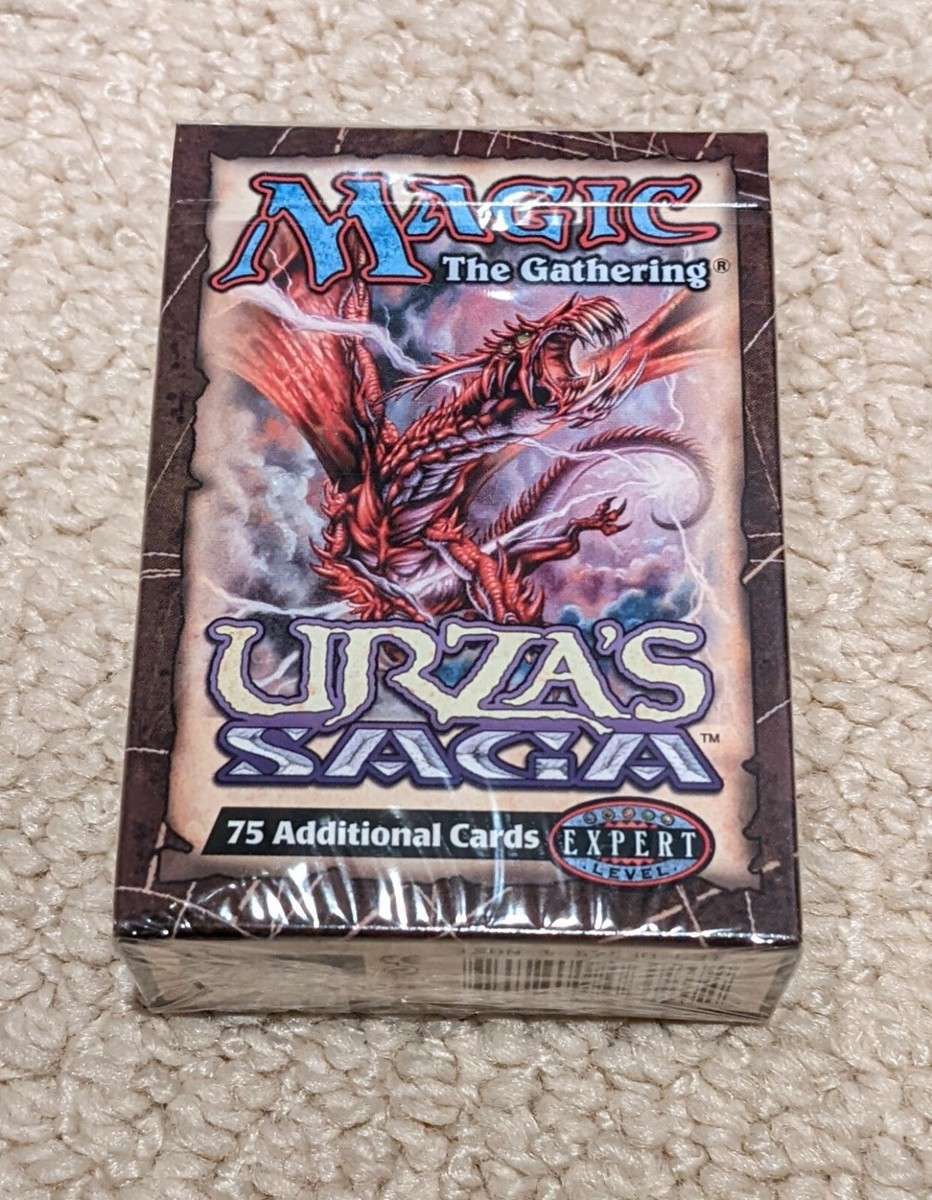 MAGIC
The Gathering®
URZA'S
SAGA™
75 Additional Cards
EXPERT
LEVEL